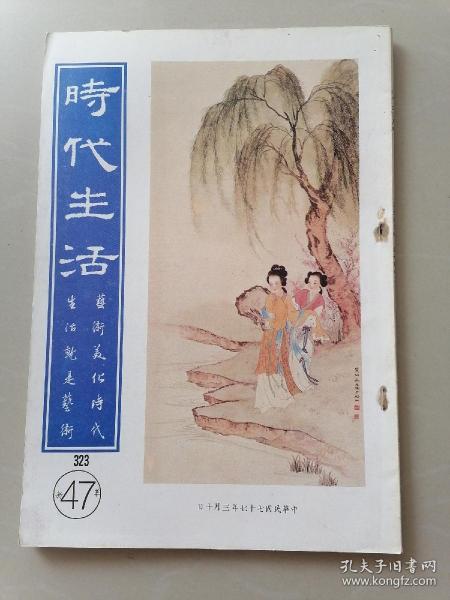 時代生活
藝術美化時代
生活就是藝術
323
47
中華民國七十七年三月十日
孔夫子旧书网
www.kongfz.com